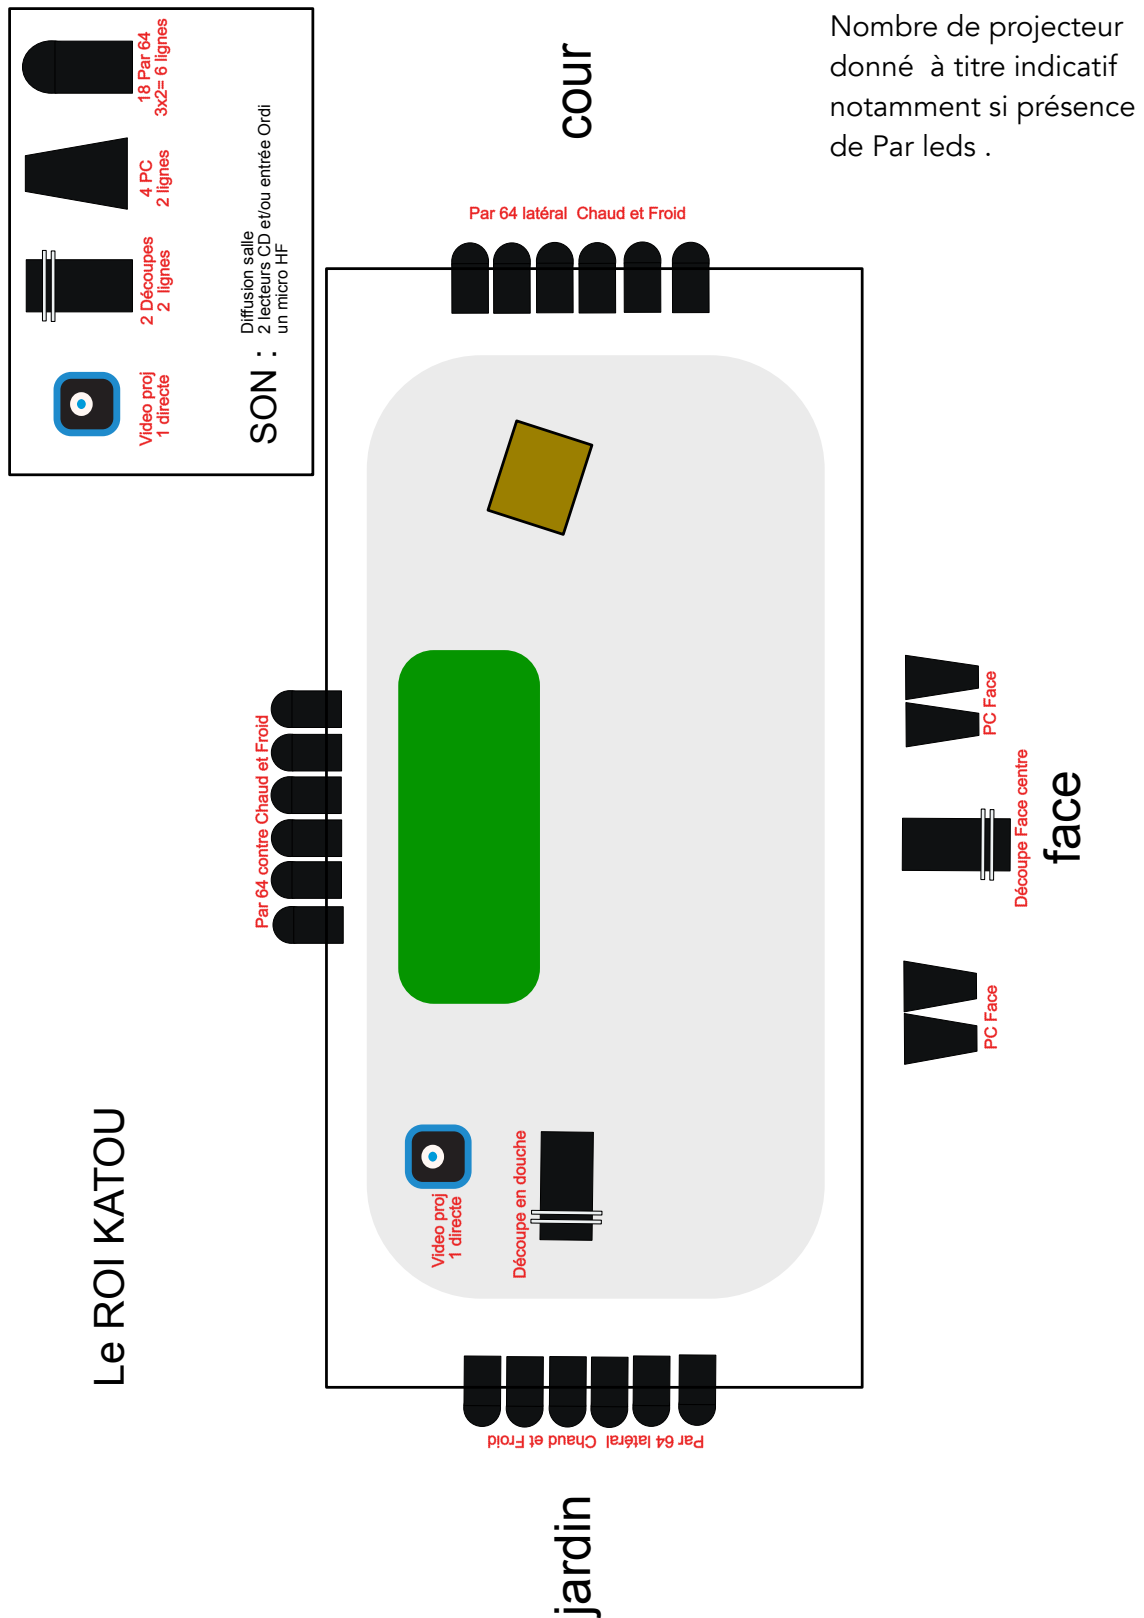 Nombre de projecteur
donné à titre indicatif
notamment si présence
de Par leds .
Le ROI KATOU
Video proj
1 directe
2 Découpes
2 lignes
4 PC
2 lignes
18 Par 64
3x2= 6 lignes
SON :
Diffusion salle
2 lecteurs CD et/ou entrée Ordi
un micro HF
cour
Par 64 latéral Chaud et Froid
Par 64 contre Chaud et Froid
Video proj
1 directe
Découpe en douche
PC Face
Découpe Face centre
PC Face
face
Par 64 latéral Chaud et Froid
jardin